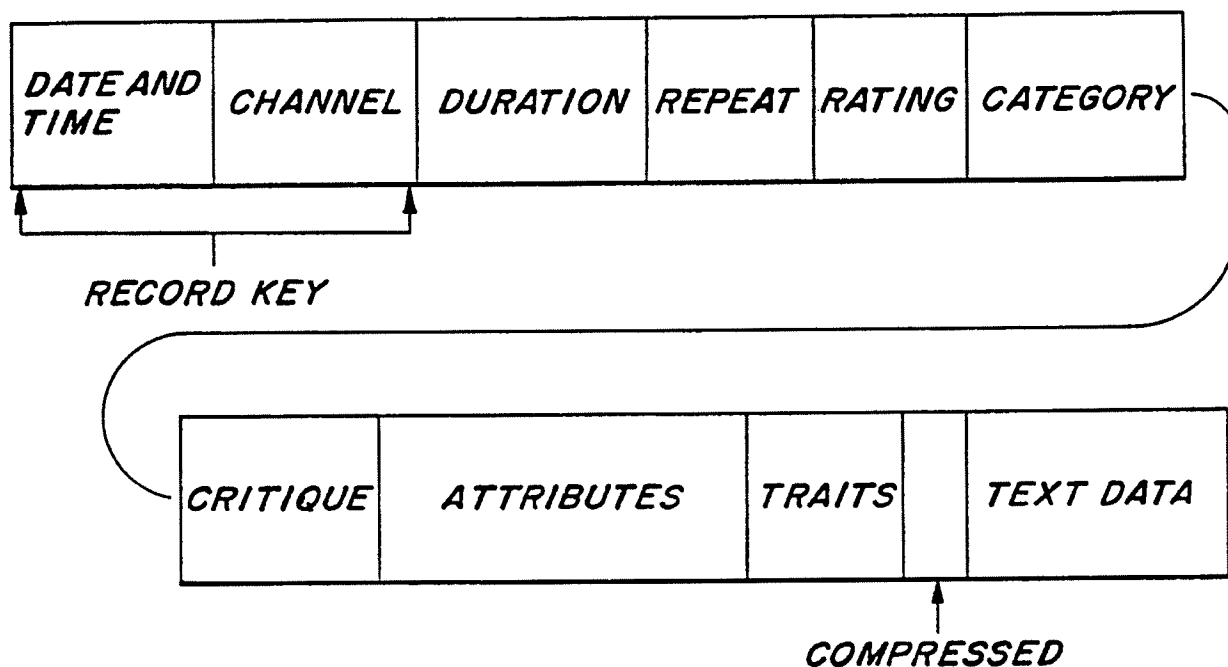 DATE AND
TIME
CHANNEL
DURATION
REPEAT
RATING
CATEGORY
RECORD KEY
CRITIQUE
ATTRIBUTES
TRAITS
TEXT DATA
COMPRESSED